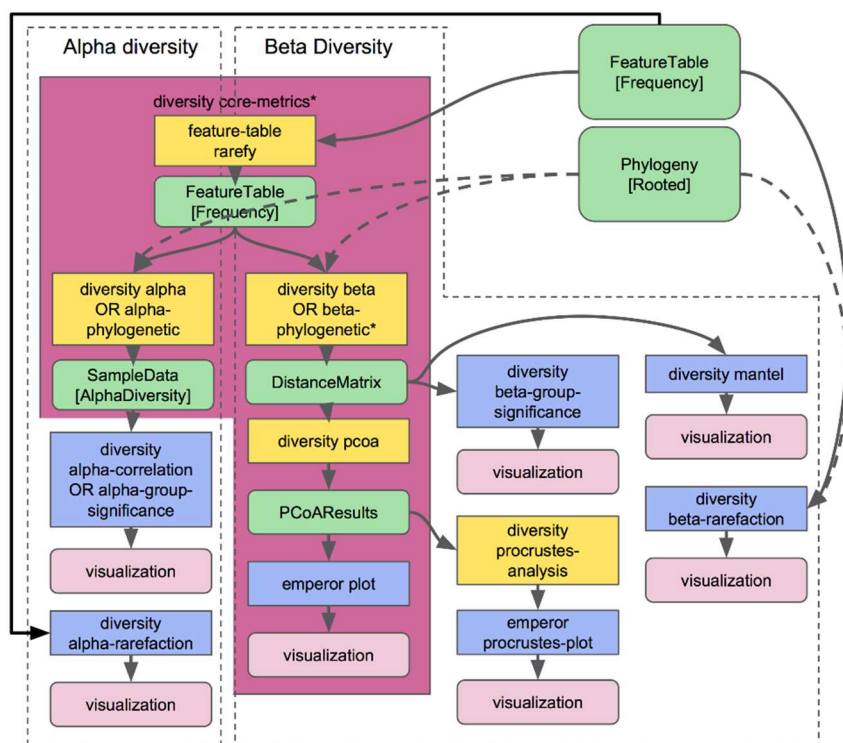 Alpha diversity
Beta Diversity
FeatureTable
[Frequency]
diversity core-metrics*
feature-table
rarefy
Phylogeny
[Rooted]
FeatureTable
[Frequency]
diversity alpha
OR alpha-
phylogenetic
diversity beta
OR beta-
phylogenetic*
SampleData
[AlphaDiversity]
DistanceMatrix
diversity
beta-group-
significance
diversity mantel
diversity
alpha-correlation
OR alpha-group-
significance
diversity pcoa
visualization
visualization
PCoAResults
diversity
procrustes-
analysis
diversity
beta-rarefaction
visualization
emperor plot
visualization
diversity
alpha-rarefaction
visualization
emperor
procrustes-plot
visualization
visualization